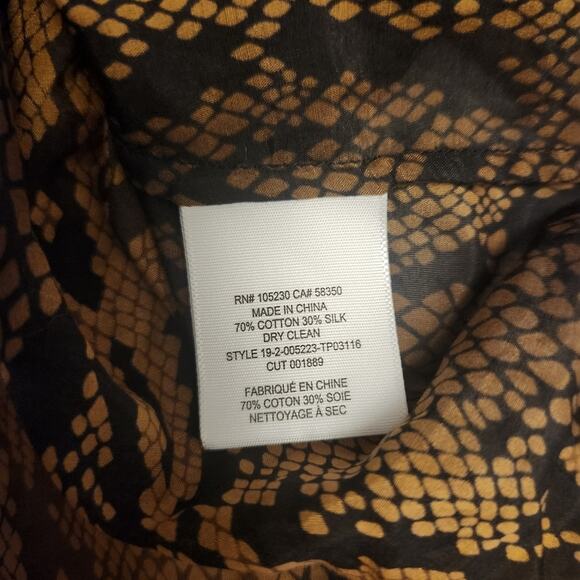 RN# 105230 CA# 58350
MADE IN CHINA
70% COTTON 30% SILK
DRY CLEAN
STYLE 19-2-005223-TP03116
CUT 001889
FABRIQUÉ EN CHINE
70% COTON 30% SOIE
NETTOYAGE À SEC